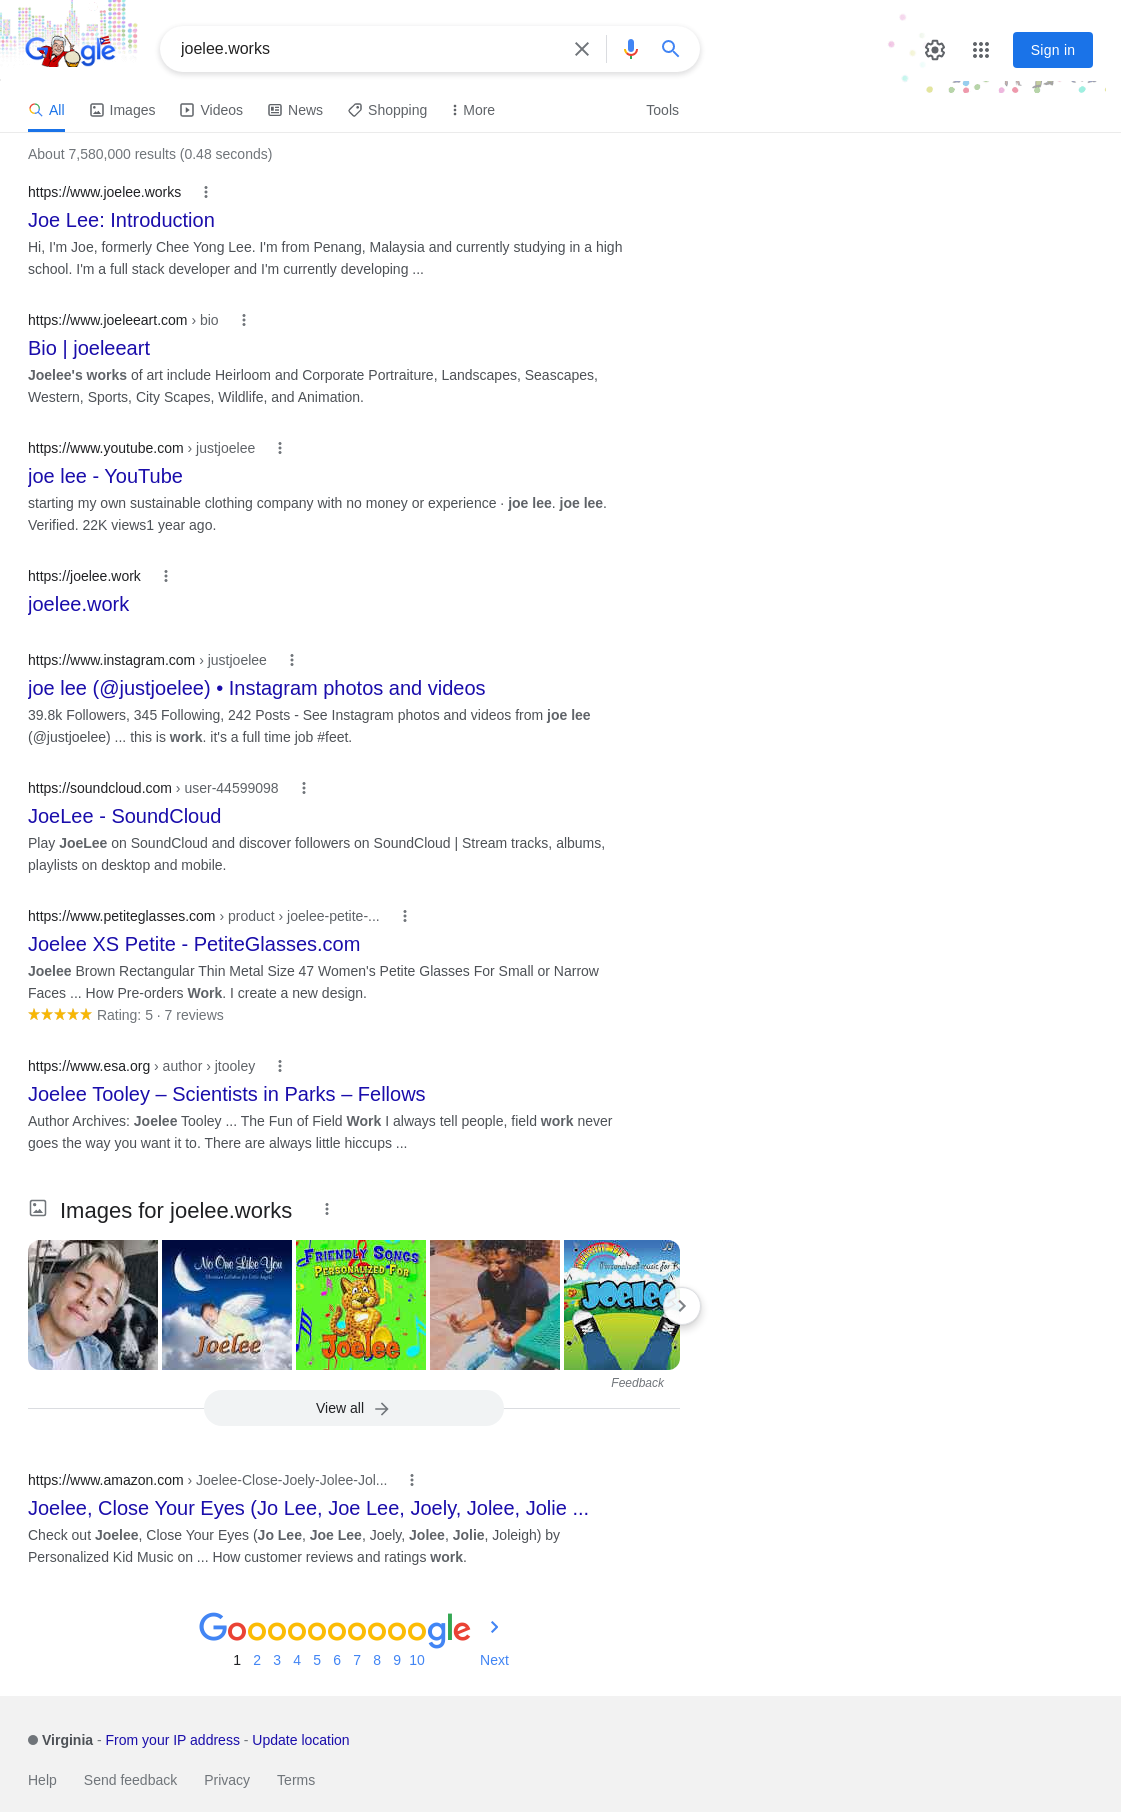 Google
joelee.works
Sign in
All
Images
Videos
News
Shopping
More
Tools
About 7,580,000 results (0.48 seconds)
https://www.joelee.works
Joe Lee: Introduction
Hi, I'm Joe, formerly Chee Yong Lee. I'm from Penang, Malaysia and currently studying in a high
school. I'm a full stack developer and I'm currently developing ...
https://www.joeleeart.com › bio
Bio | joeleeart
Joelee's works of art include Heirloom and Corporate Portraiture, Landscapes, Seascapes,
Western, Sports, City Scapes, Wildlife, and Animation.
https://www.youtube.com › justjoelee
joe lee - YouTube
starting my own sustainable clothing company with no money or experience · joe lee. joe lee.
Verified. 22K views1 year ago.
https://joelee.work
joelee.work
https://www.instagram.com › justjoelee
joe lee (@justjoelee) • Instagram photos and videos
39.8k Followers, 345 Following, 242 Posts - See Instagram photos and videos from joe lee
(@justjoelee) ... this is work. it's a full time job #feet.
https://soundcloud.com › user-44599098
JoeLee - SoundCloud
Play JoeLee on SoundCloud and discover followers on SoundCloud | Stream tracks, albums,
playlists on desktop and mobile.
https://www.petiteglasses.com › product › joelee-petite-...
Joelee XS Petite - PetiteGlasses.com
Joelee Brown Rectangular Thin Metal Size 47 Women's Petite Glasses For Small or Narrow
Faces ... How Pre-orders Work. I create a new design.
Rating: 5 · 7 reviews
https://www.esa.org › author › jtooley
Joelee Tooley – Scientists in Parks – Fellows
Author Archives: Joelee Tooley ... The Fun of Field Work I always tell people, field work never
goes the way you want it to. There are always little hiccups ...
Images for joelee.works
No One Like You
Christian Lullabies for Little Angels
Joelee
FRIENDLY SONGS
PERSONALIZED FOR
Joelee
Personalized music for K
Joelee
Feedback
View all
https://www.amazon.com › Joelee-Close-Joely-Jolee-Jol...
Joelee, Close Your Eyes (Jo Lee, Joe Lee, Joely, Jolee, Jolie ...
Check out Joelee, Close Your Eyes (Jo Lee, Joe Lee, Joely, Jolee, Jolie, Joleigh) by
Personalized Kid Music on ... How customer reviews and ratings work.
Goooooooooogle
1 2 3 4 5 6 7 8 9 10 Next
Virginia - From your IP address - Update location
Help Send feedback Privacy Terms